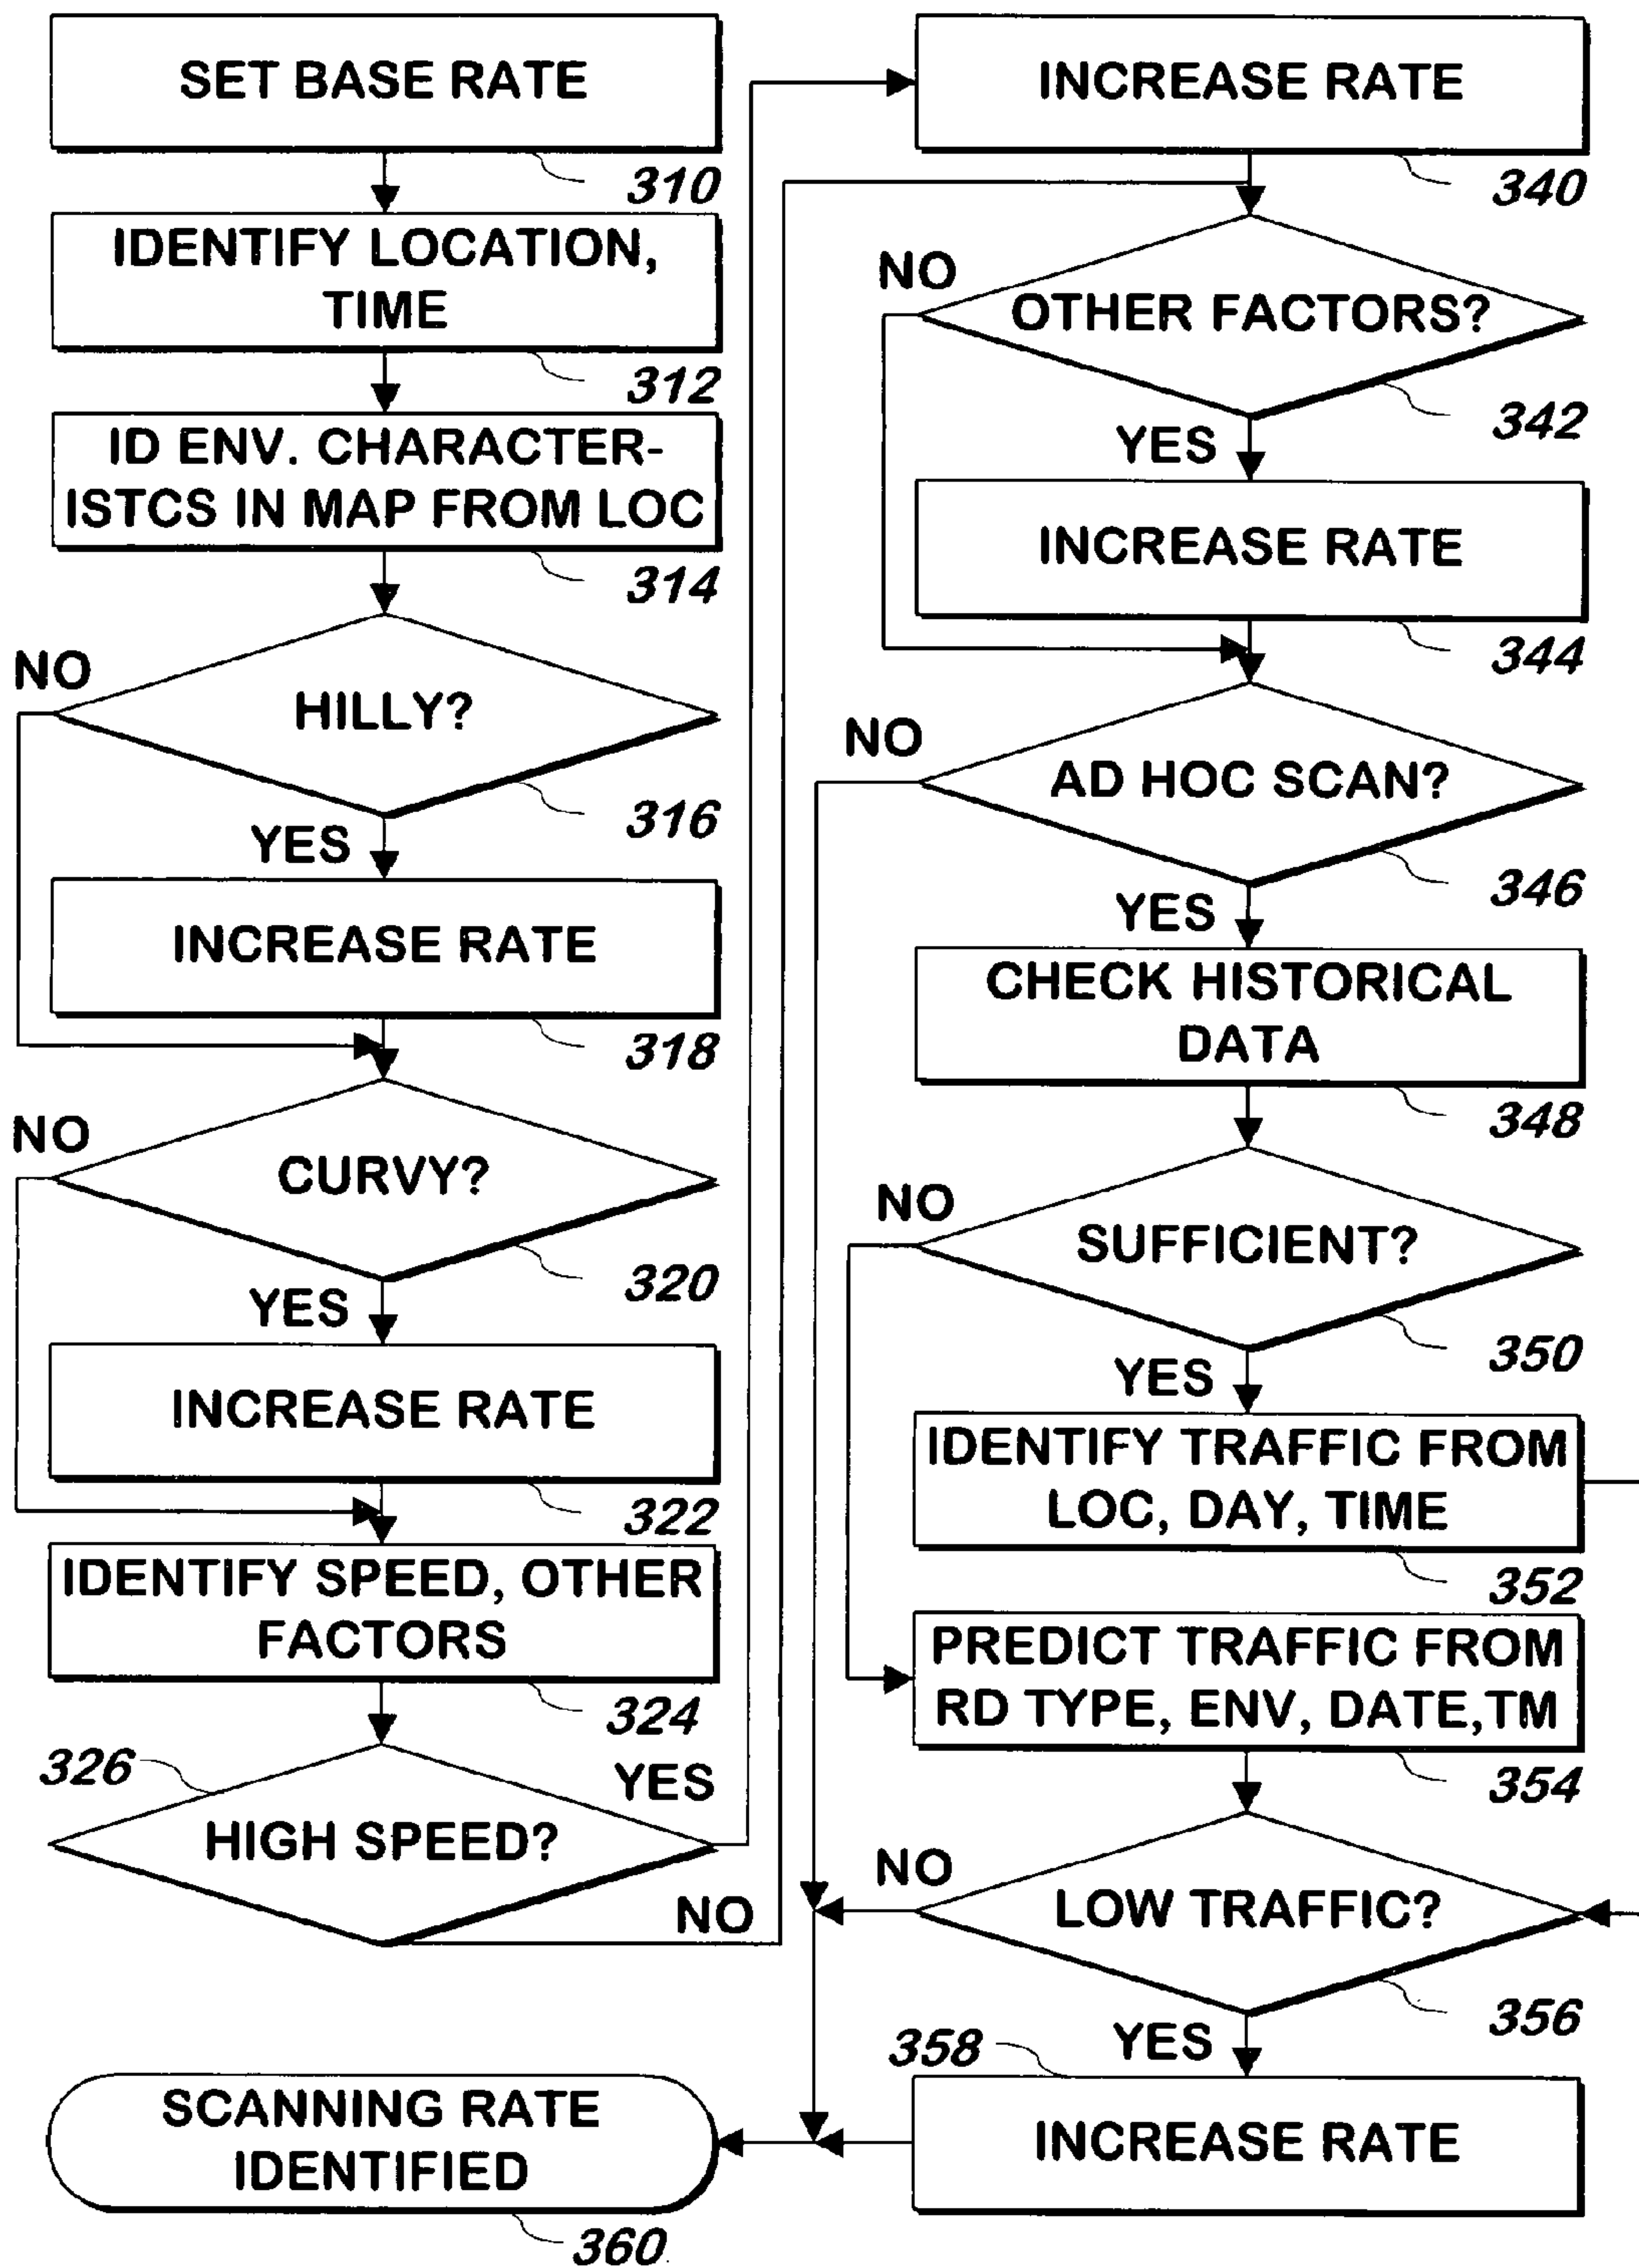 SET BASE RATE
310
IDENTIFY LOCATION,
TIME
312
ID ENV. CHARACTER-
ISTCS IN MAP FROM LOC
314
NO
HILLY?
316
YES
INCREASE RATE
318
NO
CURVY?
320
YES
INCREASE RATE
322
IDENTIFY SPEED, OTHER
FACTORS
324
326
YES
HIGH SPEED?
NO
INCREASE RATE
340
NO
OTHER FACTORS?
342
YES
INCREASE RATE
344
NO
AD HOC SCAN?
346
YES
CHECK HISTORICAL
DATA
348
NO
SUFFICIENT?
350
YES
IDENTIFY TRAFFIC FROM
LOC, DAY, TIME
352
PREDICT TRAFFIC FROM
RD TYPE, ENV, DATE,TM
354
NO
LOW TRAFFIC?
356
YES
358
INCREASE RATE
SCANNING RATE
IDENTIFIED
360